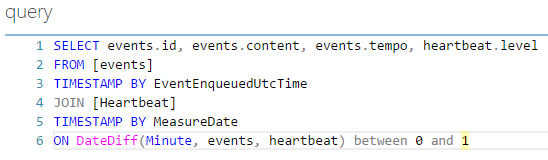 query
1 SELECT events.id, events.content, events.tempo, heartbeat.level
2 FROM [events]
3 TIMESTAMP BY EventEnqueuedUtcTime
4 JOIN [Heartbeat]
5 TIMESTAMP BY MeasureDate
6 ON DateDiff(Minute, events, heartbeat) between 0 and 1